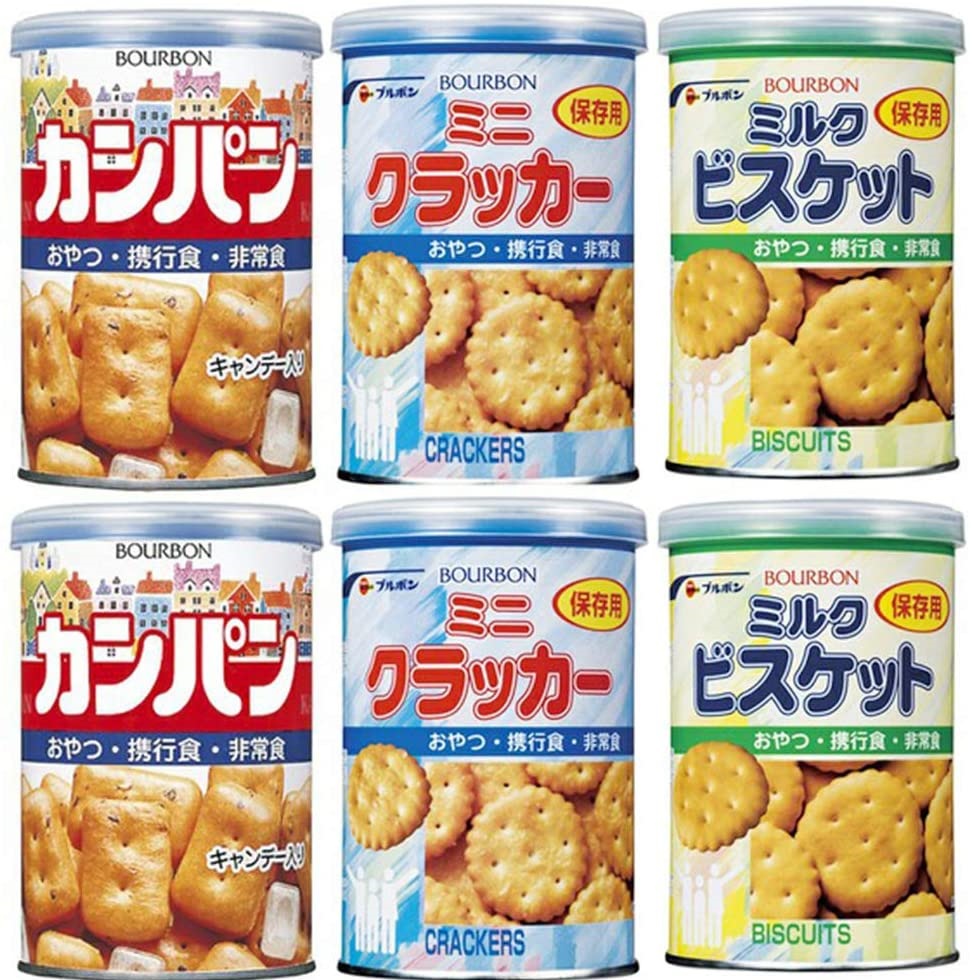 BOURBON
カンパン
おやつ・携行食・非常食
キャンデー入り
ブルボン
BOURBON
保存用
ミニ
クラッカー
おやつ・携行食・非常食
CRACKERS
ブルボン
BOURBON
保存用
ミルク
ビスケット
おやつ・携行食・非常食
BISCUITS
BOURBON
カンパン
おやつ・携行食・非常食
キャンデー入り
ブルボン
BOURBON
保存用
ミニ
クラッカー
おやつ・携行食・非常食
CRACKERS
ブルボン
BOURBON
保存用
ミルク
ビスケット
おやつ・携行食・非常食
BISCUITS